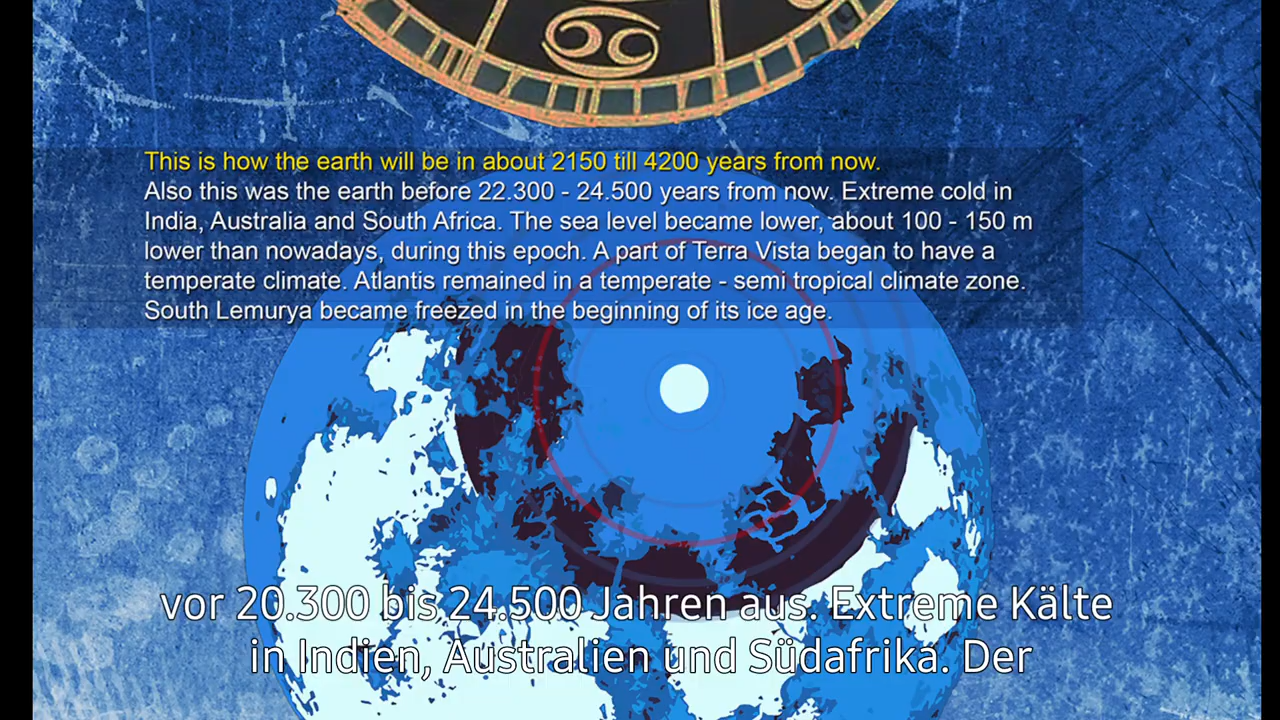 This is how the earth will be in about 2150 till 4200 years from now.
Also this was the earth before 22.300 - 24.500 years from now. Extreme cold in
India, Australia and South Africa. The sea level became lower, about 100 - 150 m
lower than nowadays, during this epoch. A part of Terra Vista began to have a
temperate climate. Atlantis remained in a temperate - semi tropical climate zone.
South Lemurya became freezed in the beginning of its ice age.
vor 20.300 bis 24.500 Jahren aus. Extreme Kälte
in Indien, Australien und Südafrika. Der